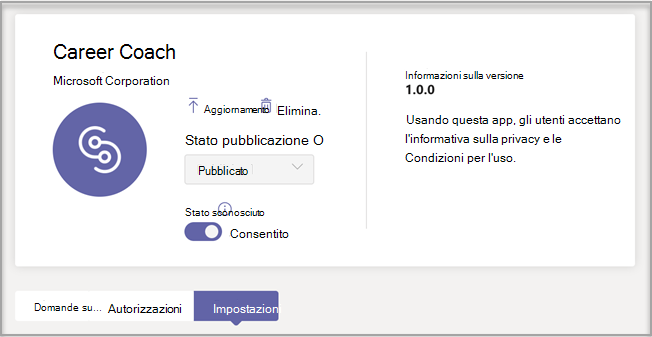 Career Coach
Microsoft Corporation
Aggiornamento
Elimina.
Stato pubblicazione O
Pubblicato
Stato sconosciuto
Consentito
Informazioni sulla versione
1.0.0
Usando questa app, gli utenti accettano
l'informativa sulla privacy e le
Condizioni per l'uso.
Domande su... Autorizzazioni Impostazion